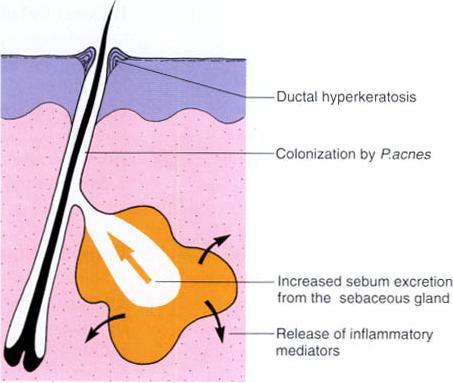 Ductal hyperkeratosis
Colonization by P.acnes
Increased sebum excretion
from the sebaceous gland
Release of inflammatory
mediators